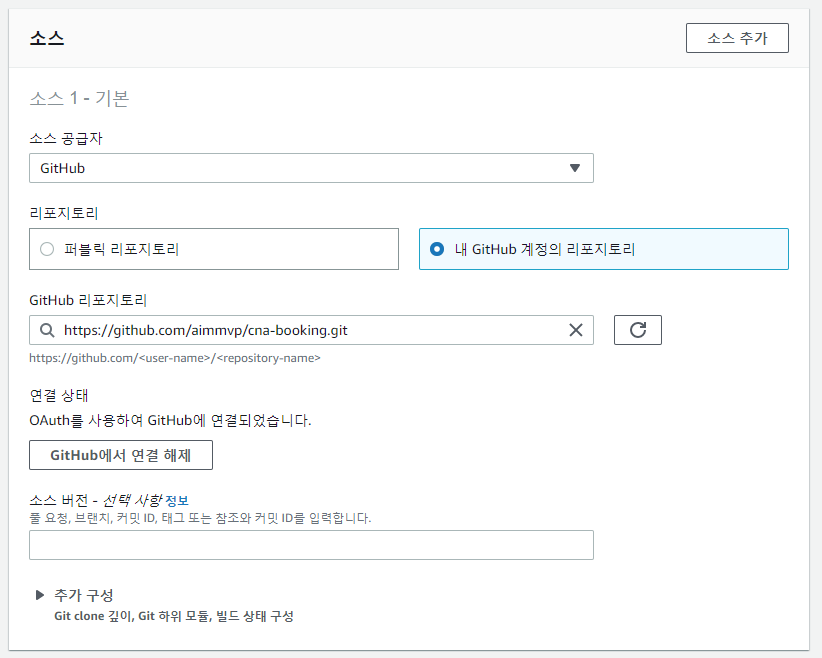 소스
소스 추가
소스 1 - 기본
소스 공급자
GitHub
리포지토리
퍼블릭 리포지토리
내 GitHub 계정의 리포지토리
GitHub 리포지토리
https://github.com/aimmvp/cna-booking.git
https://github.com/<user-name>/<repository-name>
연결 상태
OAuth를 사용하여 GitHub에 연결되었습니다.
GitHub에서 연결 해제
소스 버전 - 선택 사항 정보
풀 요청, 브랜치, 커밋 ID, 태그 또는 참조와 커밋 ID를 입력합니다.
추가 구성
Git clone 깊이, Git 하위 모듈, 빌드 상태 구성